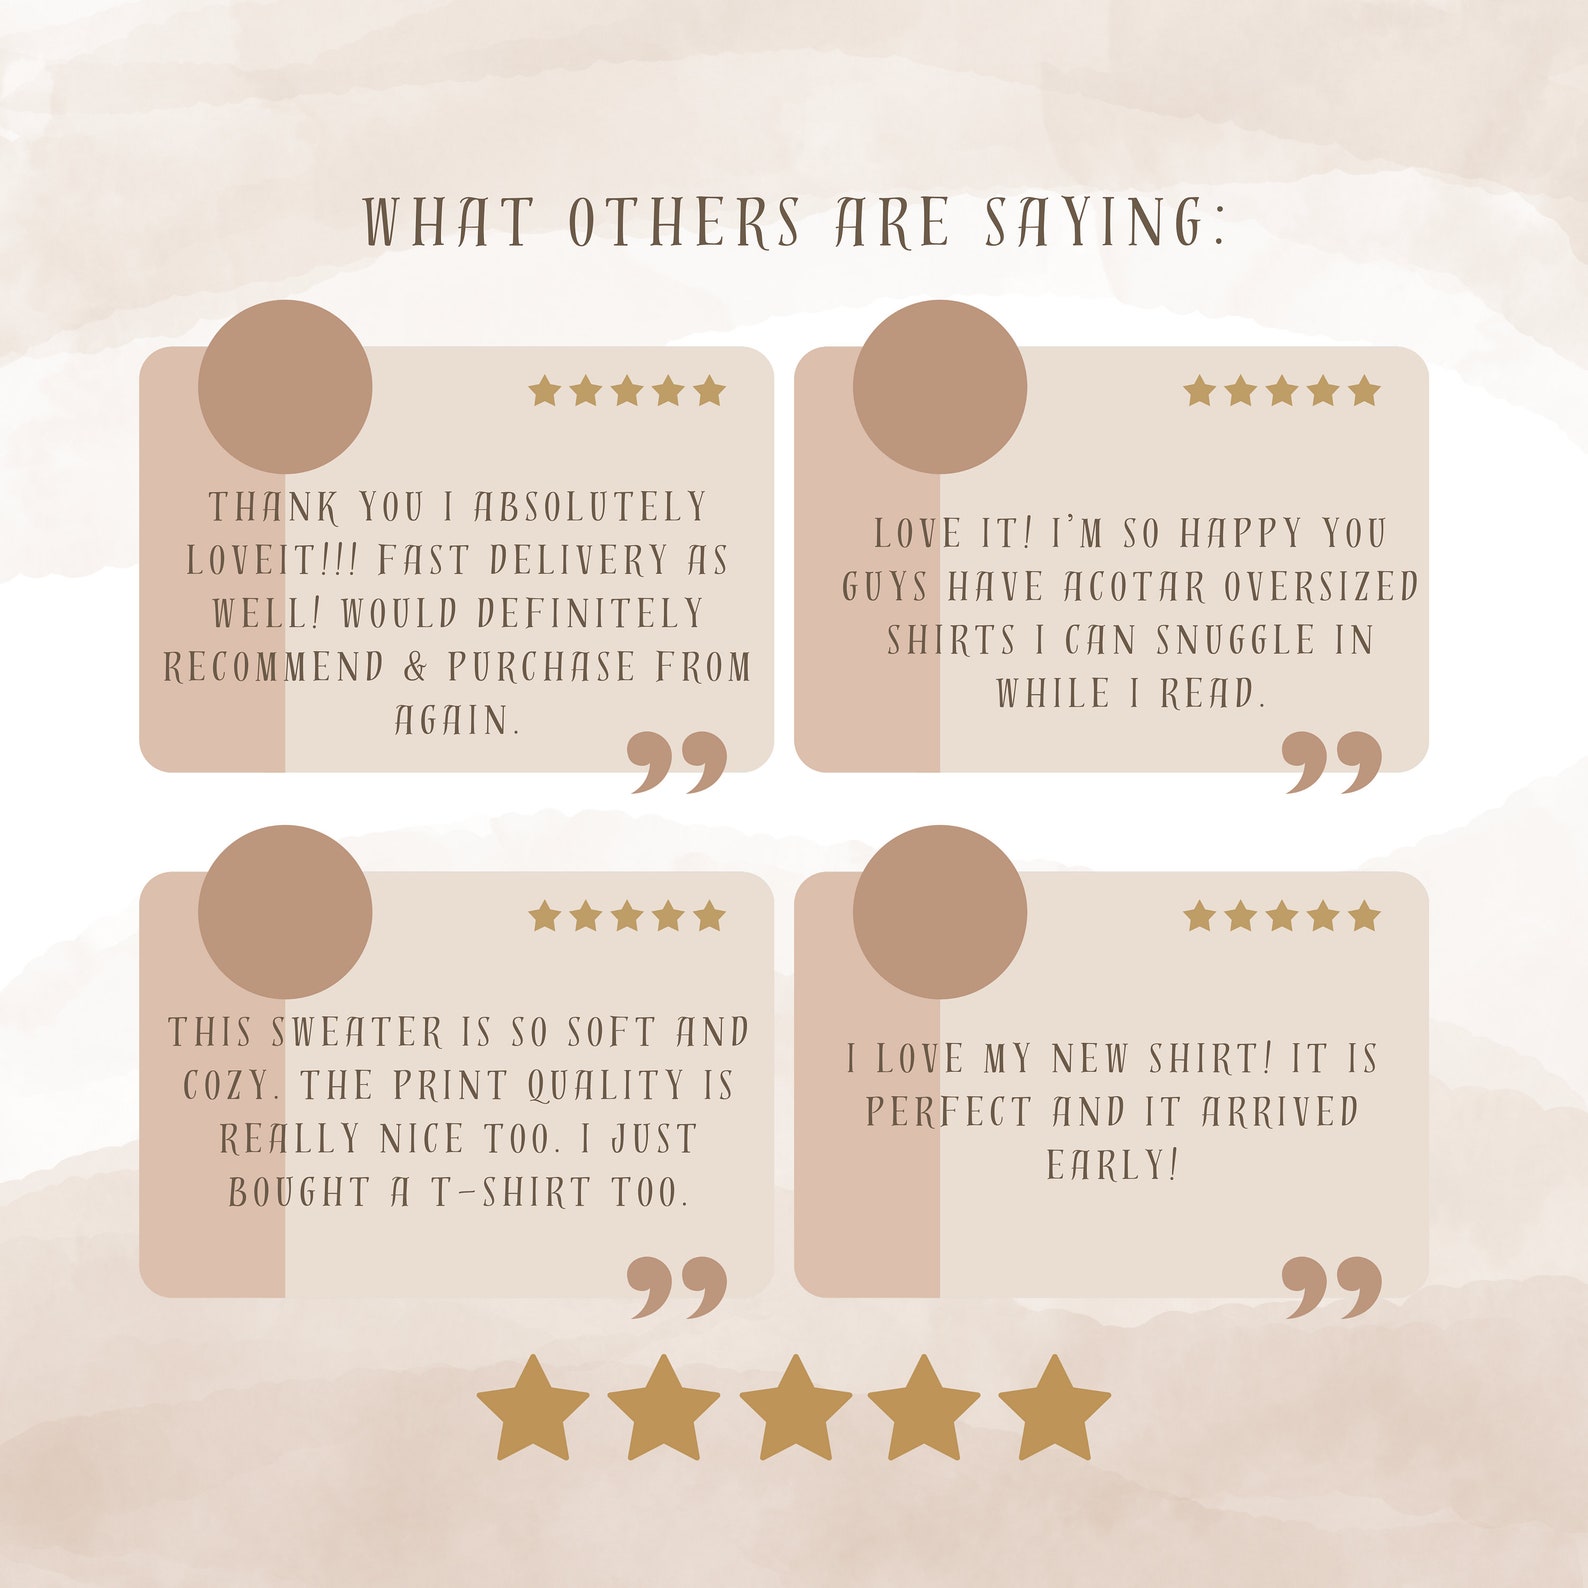 WHAT OTHERS ARE SAYING:
THANK YOU I ABSOLUTELY
LOVEIT!!! FAST DELIVERY AS
WELL! WOULD DEFINITELY
RECOMMEND & PURCHASE FROM
AGAIN.
”
LOVE IT! I’M SO HAPPY YOU
GUYS HAVE ACOTAR OVERSIZED
SHIRTS I CAN SNUGGLE IN
WHILE I READ.
”
THIS SWEATER IS SO SOFT AND
COZY. THE PRINT QUALITY IS
REALLY NICE TOO. I JUST
BOUGHT A T-SHIRT TOO.
”
I LOVE MY NEW SHIRT! IT IS
PERFECT AND IT ARRIVED
EARLY!
”